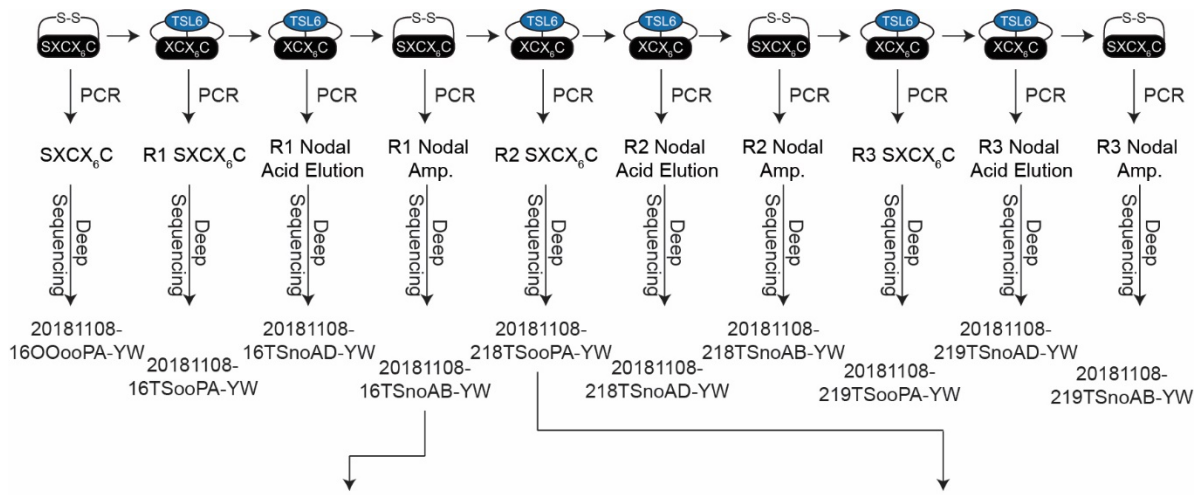 S-S TSL6 TSL6 S-S TSL6 TSL6 S-S TSL6 TSL6 S-S
SXCX₆C XCX₆C XCX₆C SXCX₆C XCX₆C XCX₆C SXCX₆C XCX₆C XCX₆C SXCX₆C
PCR PCR PCR PCR PCR PCR PCR PCR PCR PCR
SXCX₆C
R1 SXCX₆C
R1 Nodal
Acid Elution
R1 Nodal
Amp.
R2 SXCX₆C
R2 Nodal
Acid Elution
R2 Nodal
Amp.
R3 SXCX₆C
R3 Nodal
Acid Elution
R3 Nodal
Amp.
Deep
Sequencing
Deep
Sequencing
Deep
Sequencing
Deep
Sequencing
Deep
Sequencing
Deep
Sequencing
Deep
Sequencing
Deep
Sequencing
Deep
Sequencing
Deep
Sequencing
20181108-
16OOooPA-YW
20181108-
16TSooPA-YW
20181108-
16TSnoAD-YW
20181108-
16TSnoAB-YW
20181108-
218TSooPA-YW
20181108-
218TSnoAD-YW
20181108-
218TSnoAB-YW
20181108-
219TSooPA-YW
20181108-
219TSnoAD-YW
20181108-
219TSnoAB-YW